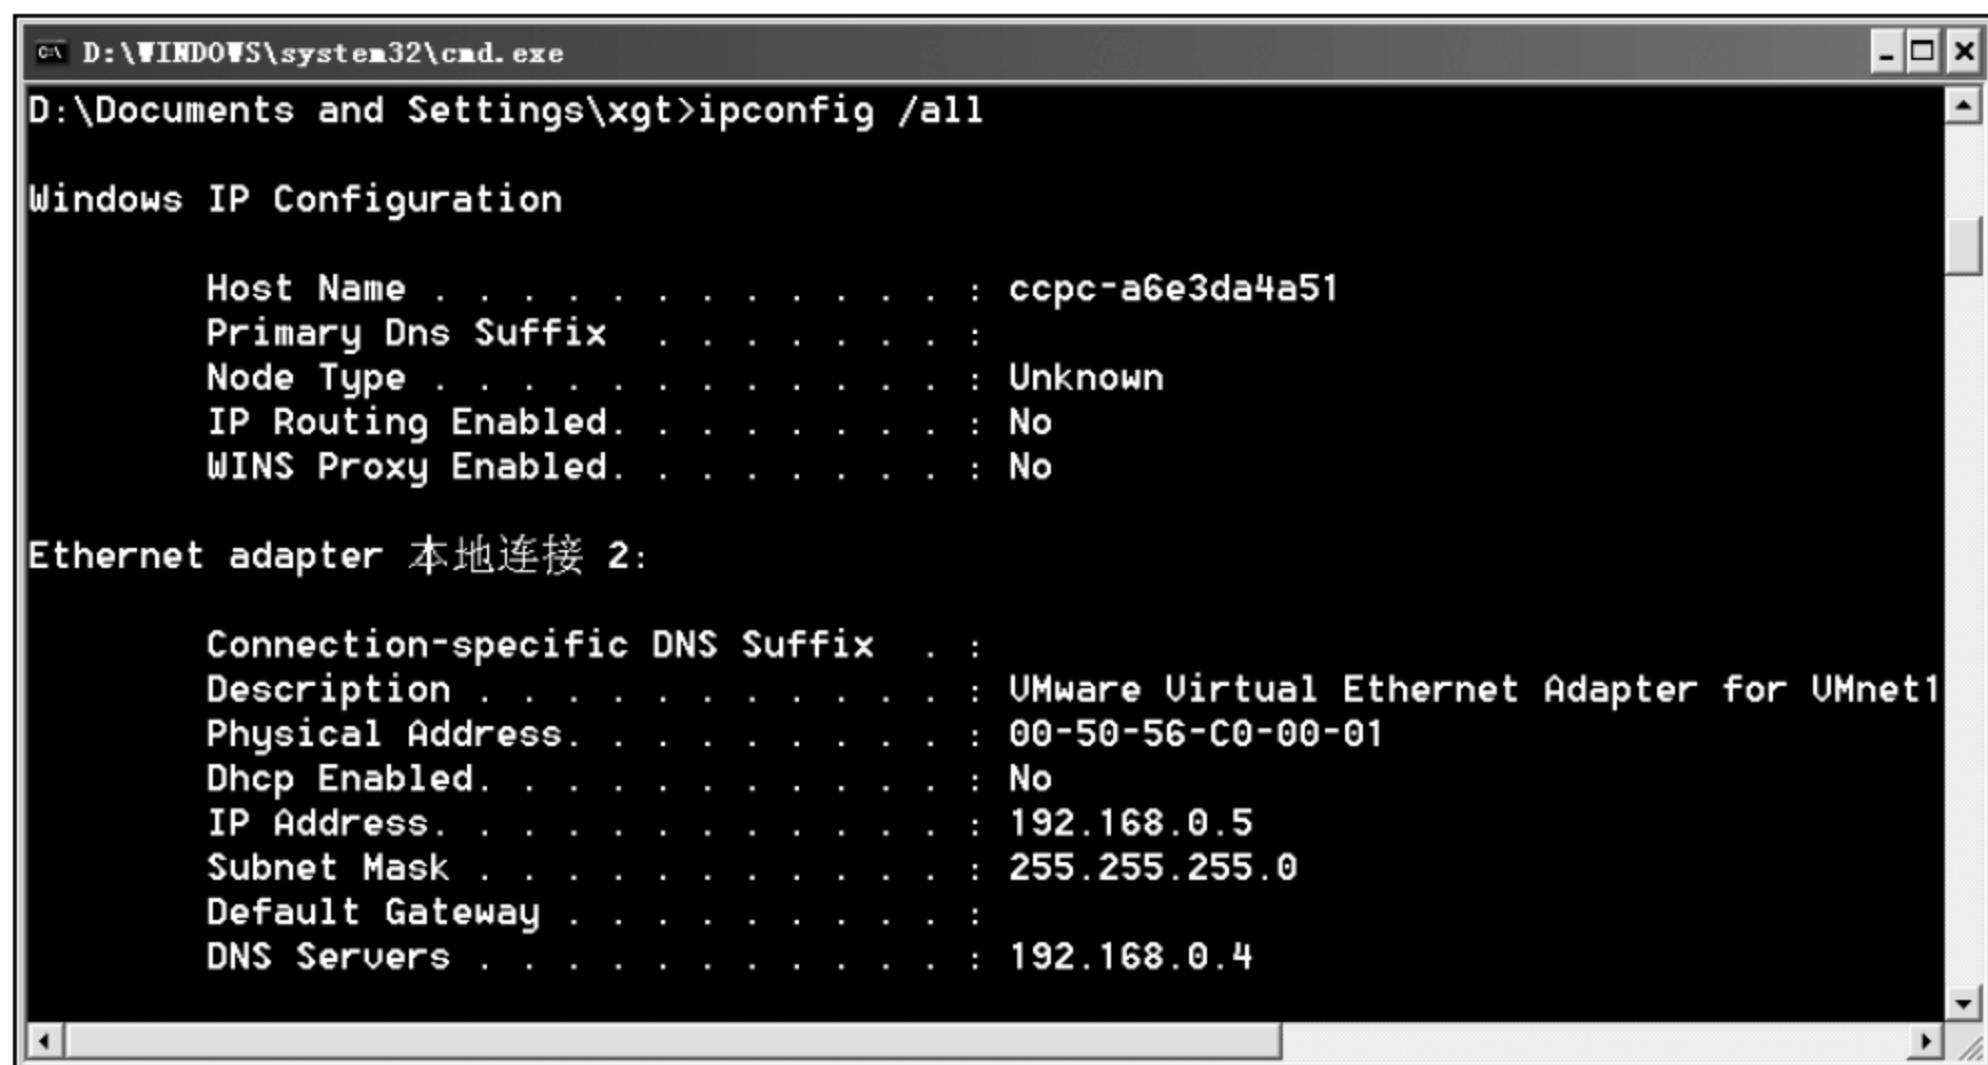 D:\WINDOWS\system32\cmd.exe
D:\Documents and Settings\xgt>ipconfig /all
Windows IP Configuration
Host Name . . . . . . . . . . . . : ccpc-a6e3da4a51
Primary Dns Suffix  . . . . . . . :
Node Type . . . . . . . . . . . . : Unknown
IP Routing Enabled. . . . . . . . : No
WINS Proxy Enabled. . . . . . . . : No
Ethernet adapter 本地连接 2:
Connection-specific DNS Suffix  . :
Description . . . . . . . . . . . : VMware Virtual Ethernet Adapter for VMnet1
Physical Address. . . . . . . . . : 00-50-56-C0-00-01
Dhcp Enabled. . . . . . . . . . . : No
IP Address. . . . . . . . . . . . : 192.168.0.5
Subnet Mask . . . . . . . . . . . : 255.255.255.0
Default Gateway . . . . . . . . . :
DNS Servers . . . . . . . . . . . : 192.168.0.4